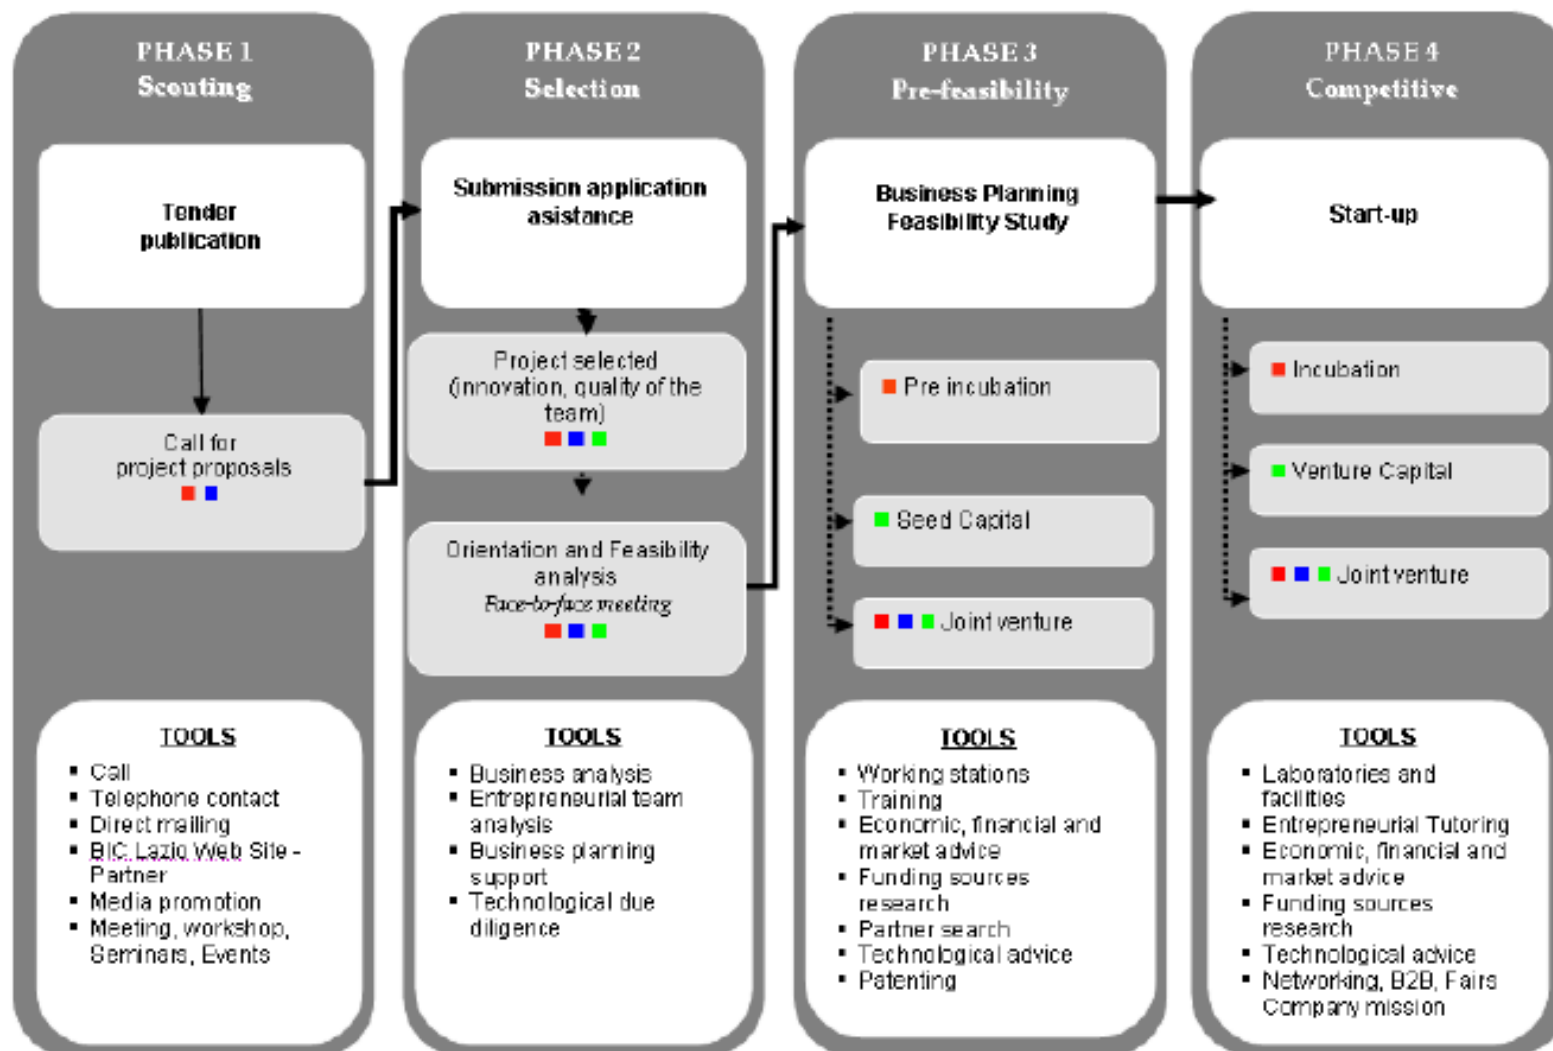 PHASE 1
Scouting
Tender
publication
Call for
project proposals
TOOLS
▪ Call
▪ Telephone contact
▪ Direct mailing
▪ BIC Lazio Web Site -
Partner
▪ Media promotion
▪ Meeting, workshop,
Seminars, Events
PHASE 2
Selection
Submission application
asistance
Project selected
(innovation, quality of the
team)
Orientation and Feasibility
analysis
Face-to-face meeting
TOOLS
▪ Business analysis
▪ Entrepreneurial team
analysis
▪ Business planning
support
▪ Technological due
diligence
PHASE 3
Pre-feasibility
Business Planning
Feasibility Study
Pre incubation
Seed Capital
Joint venture
TOOLS
▪ Working stations
▪ Training
▪ Economic, financial and
market advice
▪ Funding sources
research
▪ Partner search
▪ Technological advice
▪ Patenting
PHASE 4
Competitive
Start-up
Incubation
Venture Capital
Joint venture
TOOLS
▪ Laboratories and
facilities
▪ Entrepreneurial Tutoring
▪ Economic, financial and
market advice
▪ Funding sources
research
▪ Technological advice
▪ Networking, B2B, Fairs
Company mission